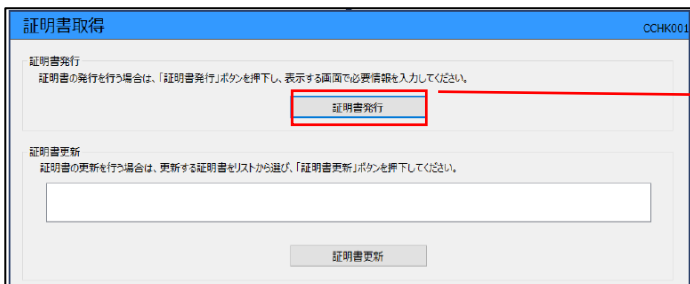 証明書取得
CCHK001
証明書発行
証明書の発行を行う場合は、「証明書発行」ボタンを押下し、表示する画面で必要情報を入力してください。
証明書発行
証明書更新
証明書の更新を行う場合は、更新する証明書をリストから選び、「証明書更新」ボタンを押下してください。
証明書更新